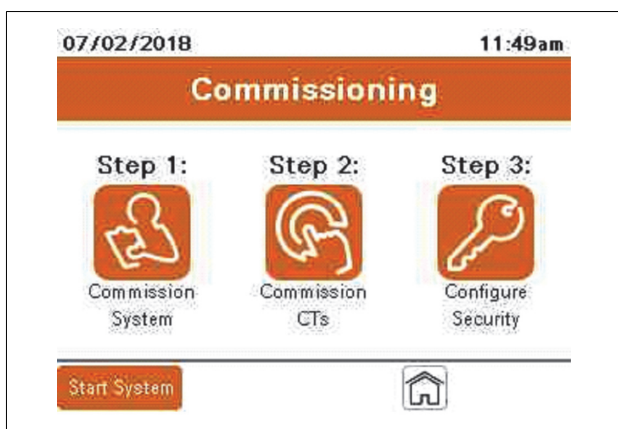 07/02/2018 11:49am
Commissioning
Step 1: Step 2: Step 3:
Commission Commission Configure
System CTs Security
Start System